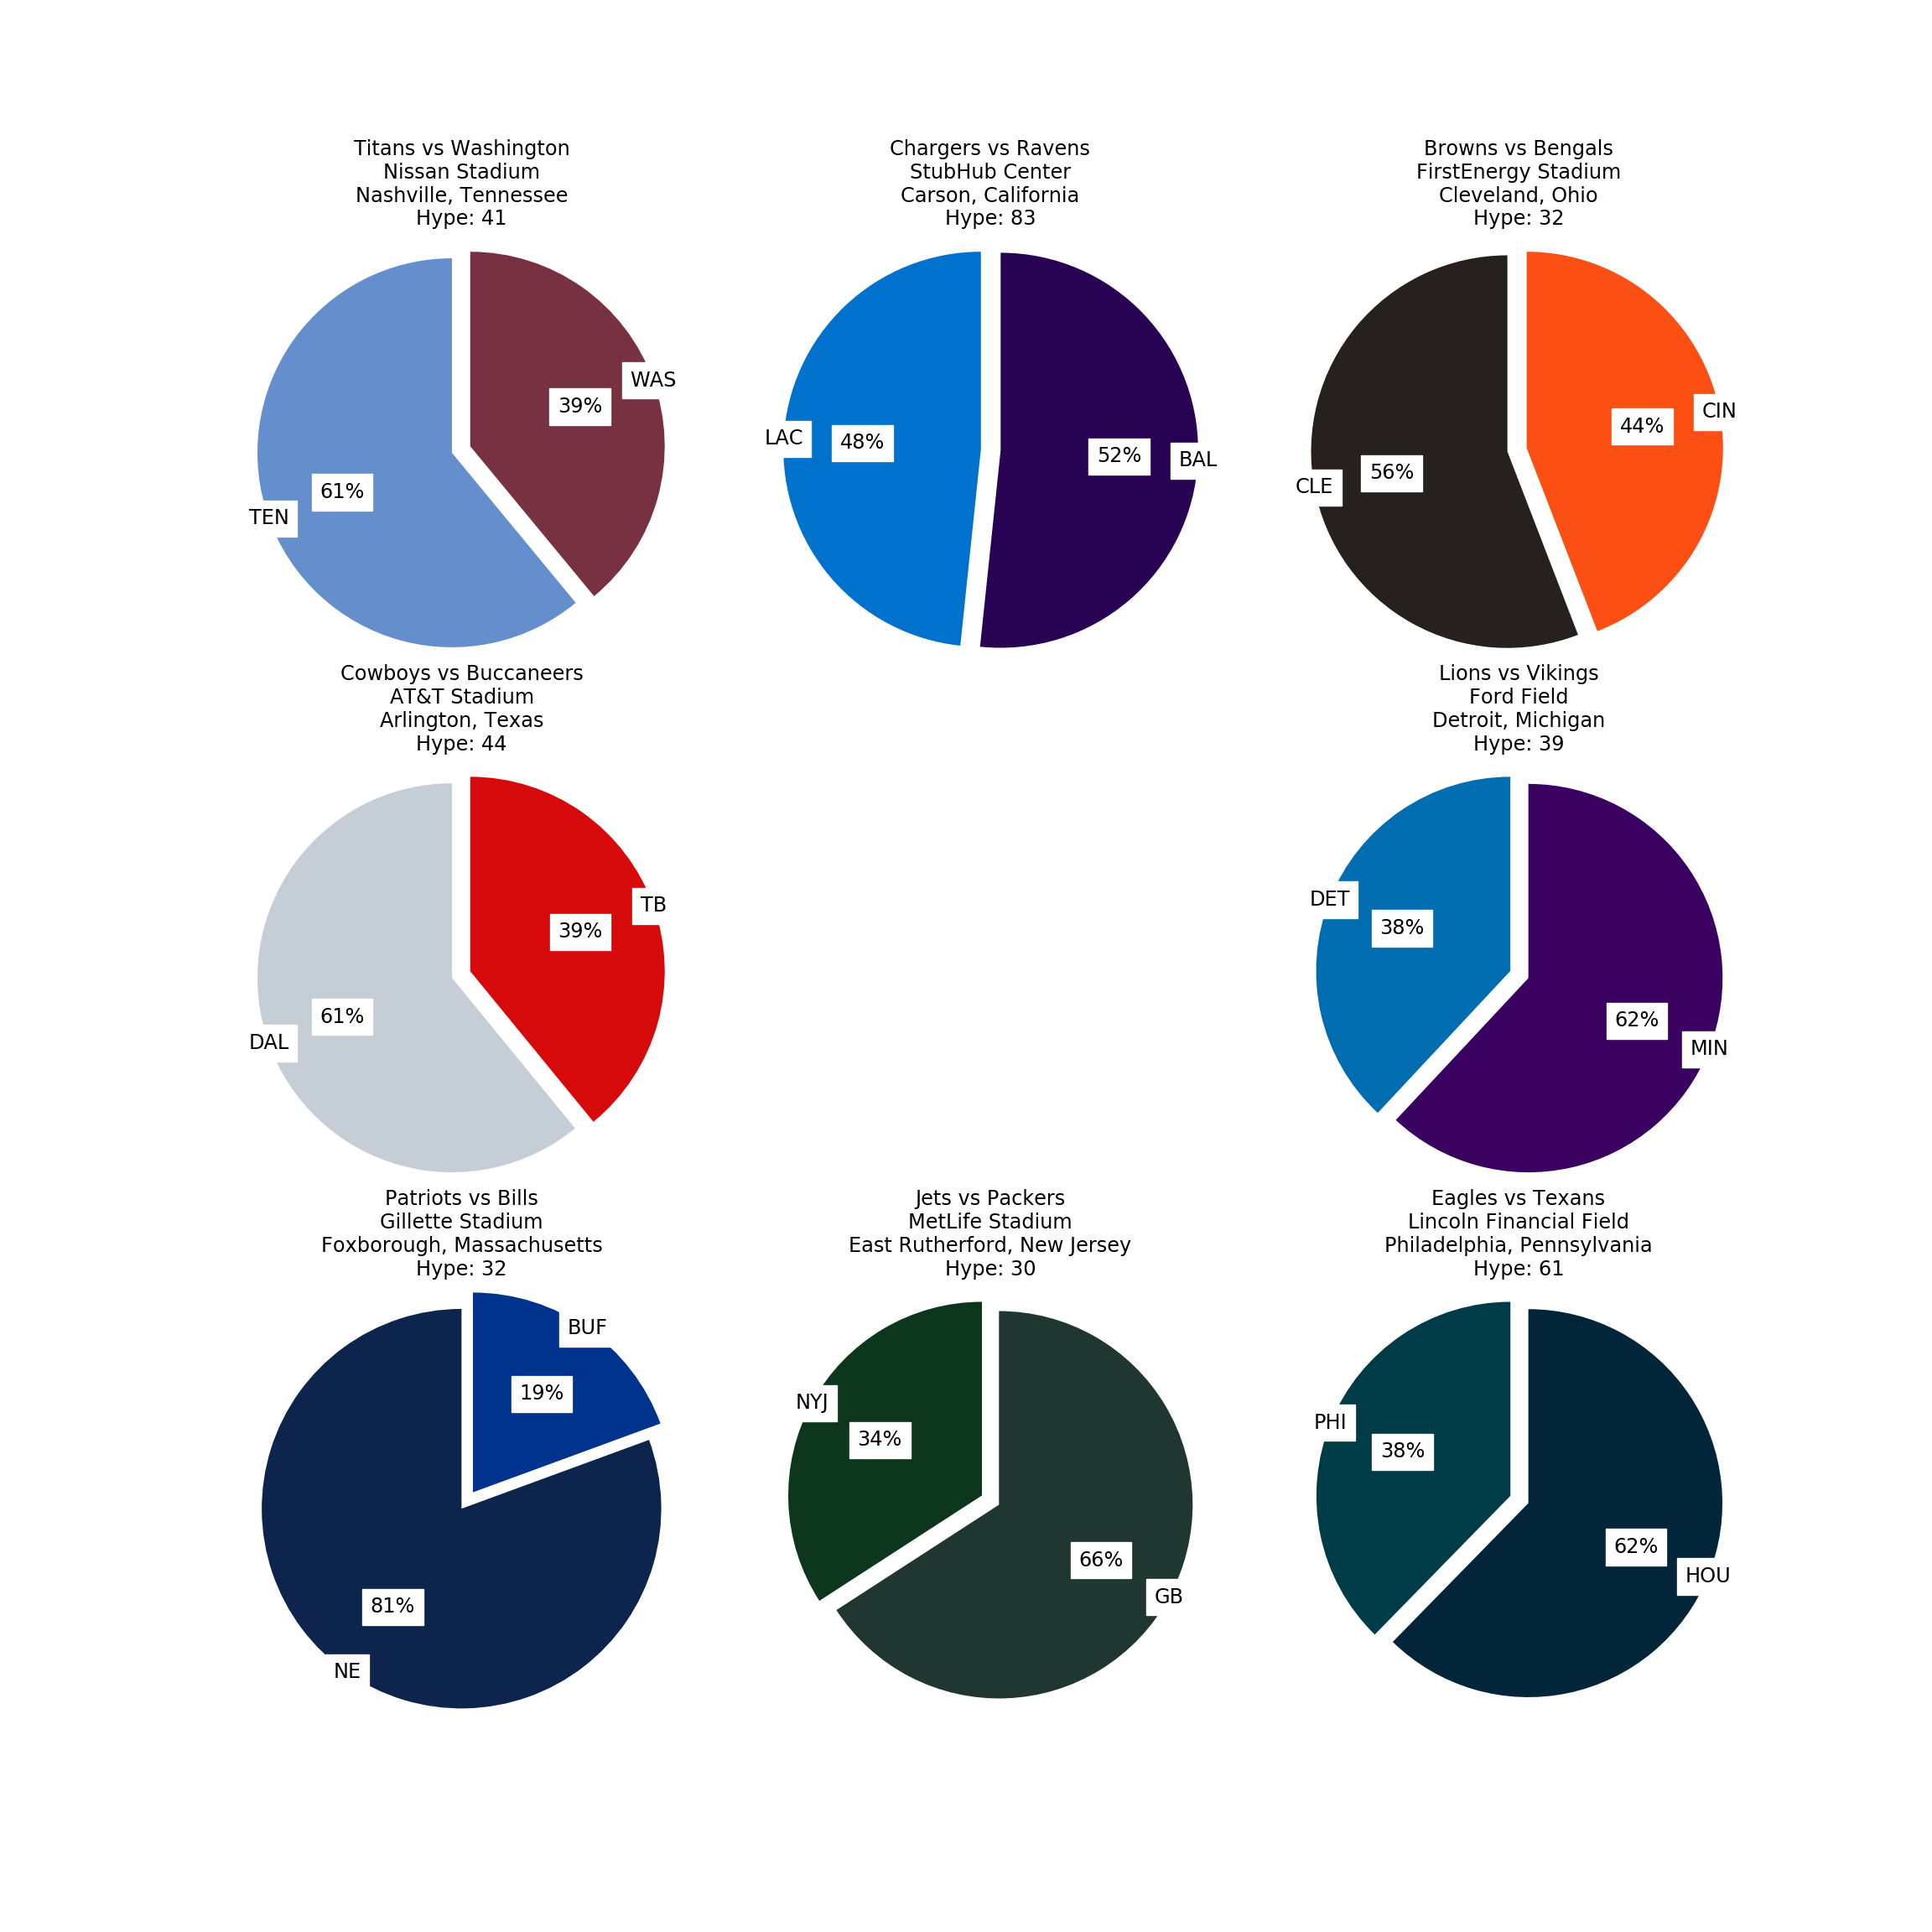 Titans vs Washington
Nissan Stadium
Nashville, Tennessee
Hype: 41
WAS
39%
61%
TEN
Chargers vs Ravens
StubHub Center
Carson, California
Hype: 83
LAC
48%
52%
BAL
Browns vs Bengals
FirstEnergy Stadium
Cleveland, Ohio
Hype: 32
CIN
44%
56%
CLE
Cowboys vs Buccaneers
AT&T Stadium
Arlington, Texas
Hype: 44
TB
39%
61%
DAL
Lions vs Vikings
Ford Field
Detroit, Michigan
Hype: 39
DET
38%
62%
MIN
Patriots vs Bills
Gillette Stadium
Foxborough, Massachusetts
Hype: 32
BUF
19%
81%
NE
Jets vs Packers
MetLife Stadium
East Rutherford, New Jersey
Hype: 30
NYJ
34%
66%
GB
Eagles vs Texans
Lincoln Financial Field
Philadelphia, Pennsylvania
Hype: 61
PHI
38%
62%
HOU